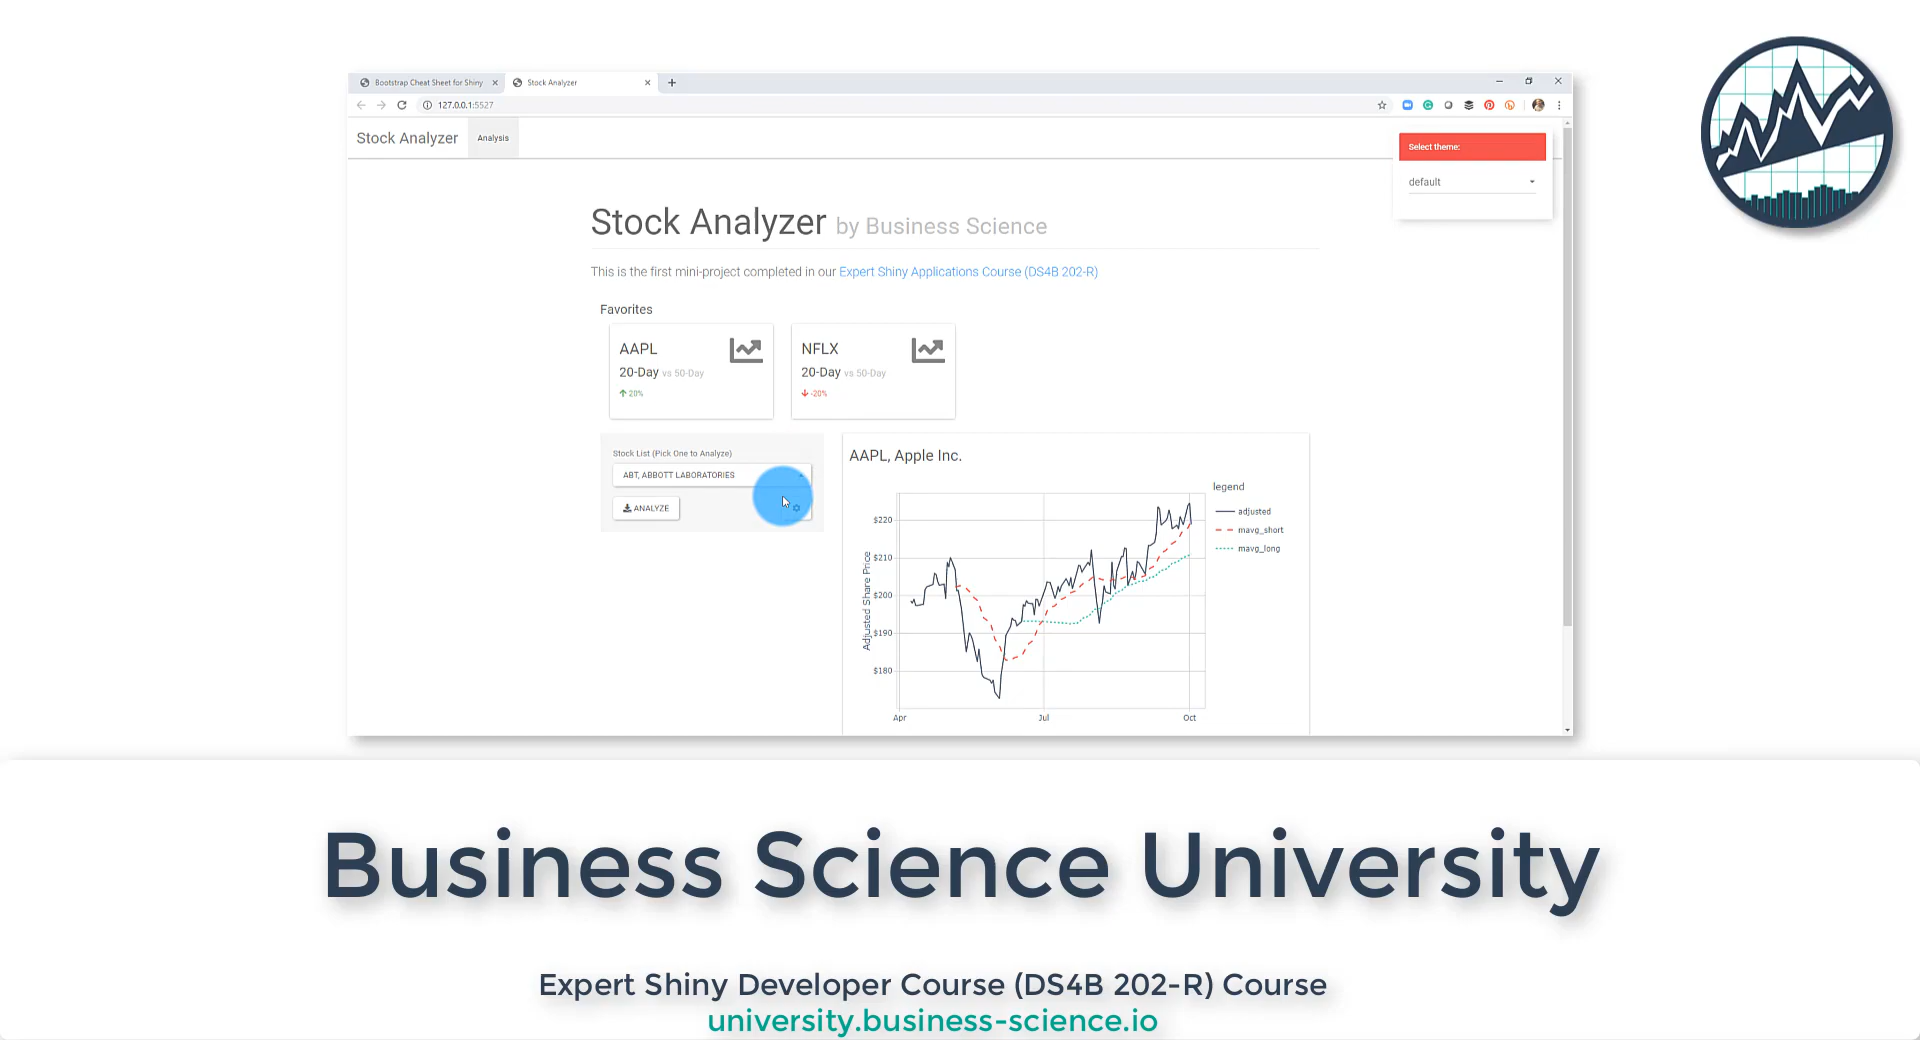 Bootstrap Cheat Sheet for Shiny
Stock Analyzer
127.0.0.1:5527
Stock Analyzer
Analysis
Select theme:
default
Stock Analyzer by Business Science
This is the first mini-project completed in our Expert Shiny Applications Course (DS4B 202-R)
Favorites
AAPL
20-Day vs 50-Day
20%
NFLX
20-Day vs 50-Day
-20%
Stock List (Pick One to Analyze)
ABT, ABBOTT LABORATORIES
ANALYZE
AAPL, Apple Inc.
legend
adjusted
mavg_short
mavg_long
Adjusted Share Price
$220
$210
$200
$190
$180
Apr
Jul
Oct
Business Science University
Expert Shiny Developer Course (DS4B 202-R) Course
university.business-science.io